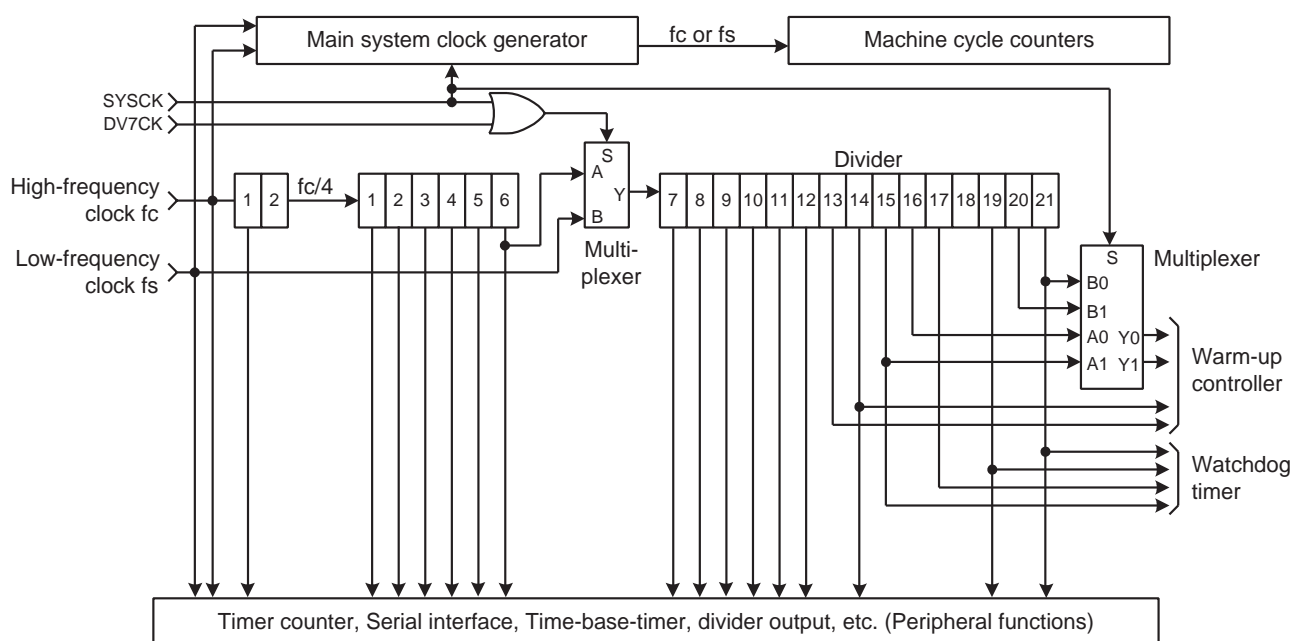 Main system clock generator
fc or fs
Machine cycle counters
SYSCK
DV7CK
High-frequency
clock fc
Low-frequency
clock fs
1 2
fc/4
1 2 3 4 5 6
S
A
B
Y
Multi-
plexer
Divider
7 8 9 10 11 12 13 14 15 16 17 18 19 20 21
S
B0
B1
A0 Y0
A1 Y1
Multiplexer
Warm-up
controller
Watchdog
timer
Timer counter, Serial interface, Time-base-timer, divider output, etc. (Peripheral functions)